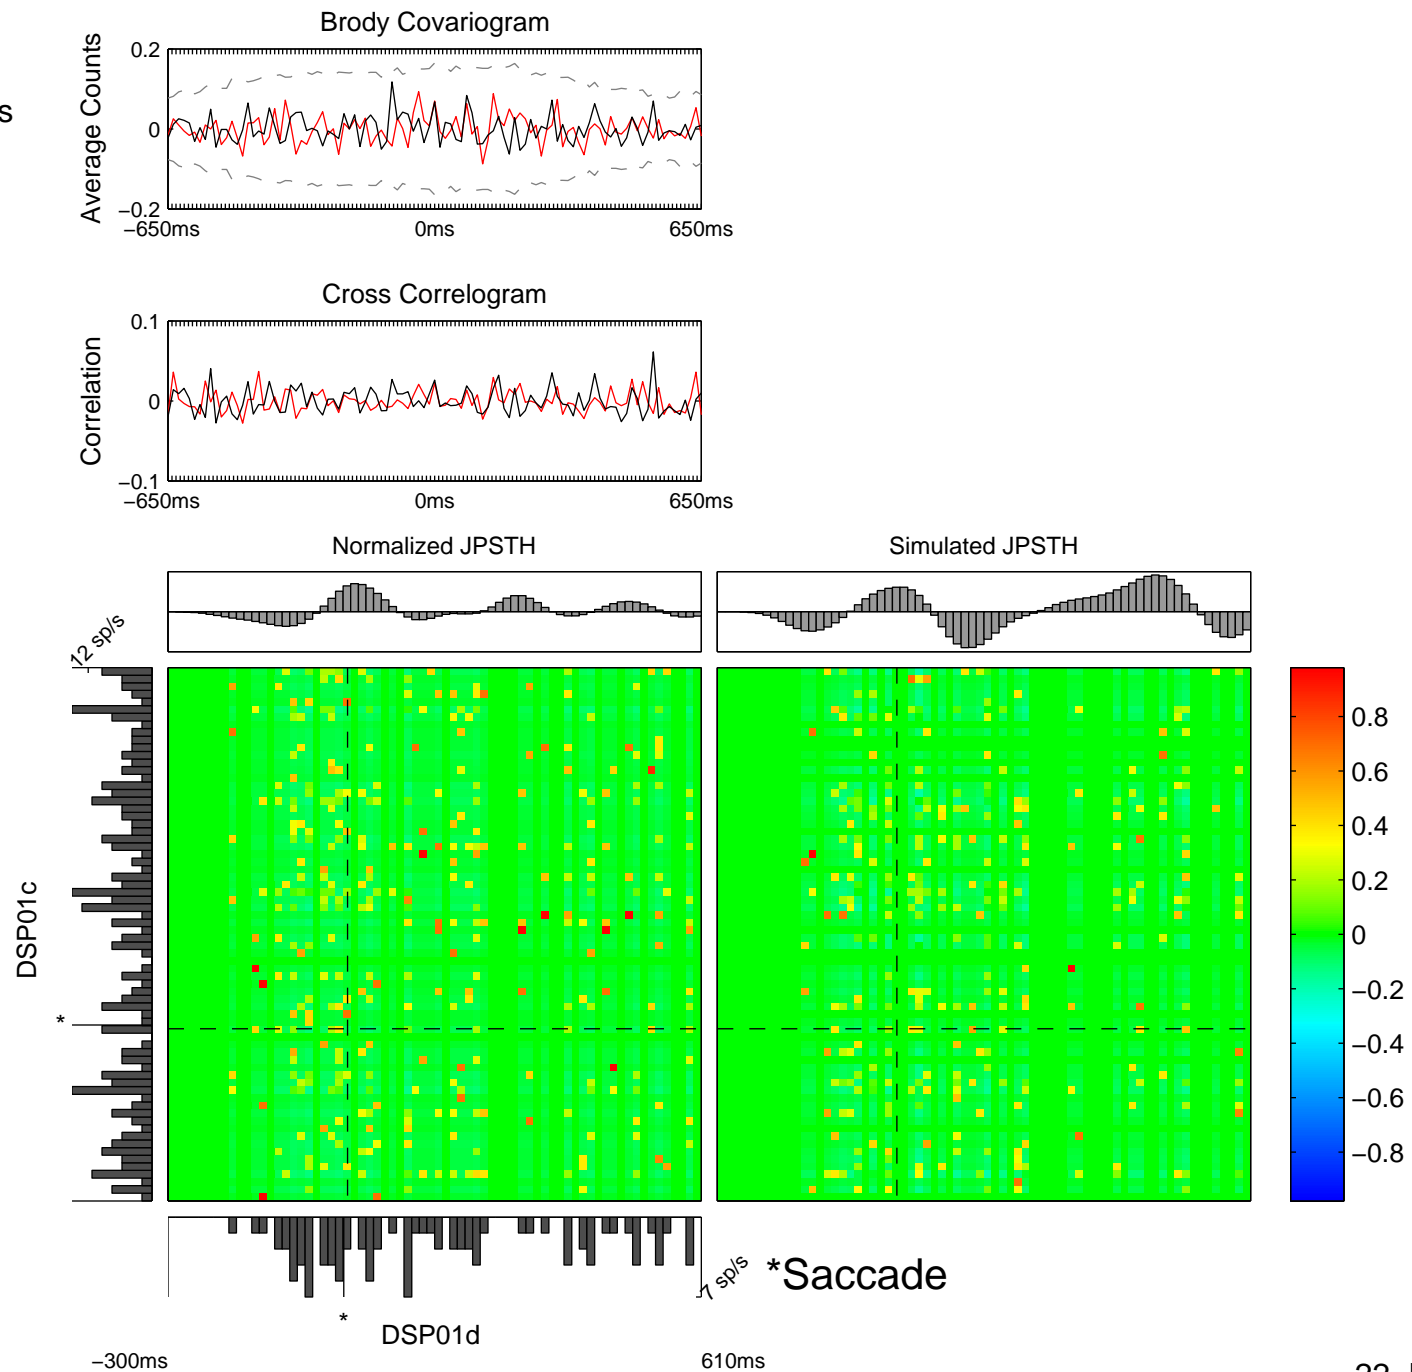 Brody Covariogram
s
Average Counts
0.2
0
−0.2
−650ms 0ms 650ms
Cross Correlogram
Correlation
0.1
0
−0.1
−650ms 0ms 650ms
Normalized JPSTH
Simulated JPSTH
12 sp/s
DSP01c
*
0.8
0.6
0.4
0.2
0
−0.2
−0.4
−0.6
−0.8
7 sp/s
*Saccade
*
DSP01d
−300ms 610ms